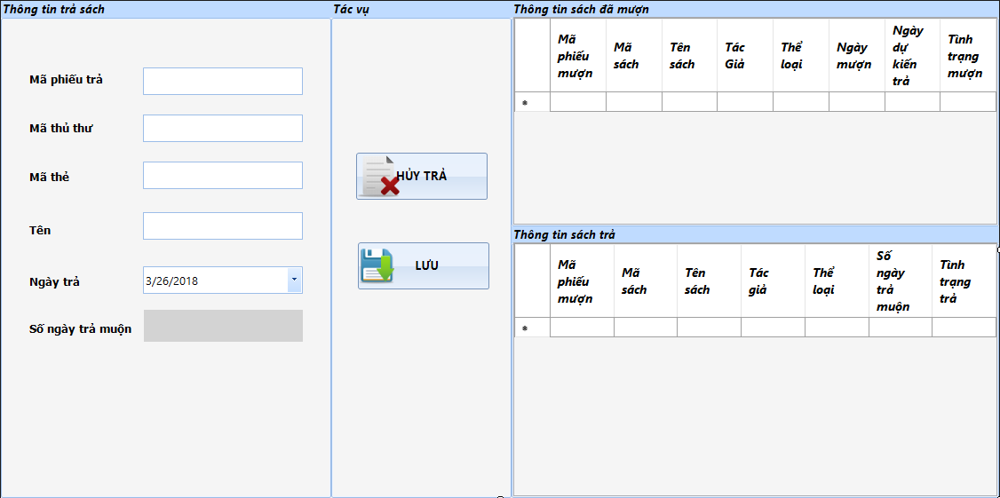 Thông tin trả sách
Mã phiếu trả
Mã thủ thư
Mã thẻ
Tên
Ngày trả
3/26/2018
Số ngày trả muộn
Tác vụ
HỦY TRẢ
LƯU
Thông tin sách đã mượn
Mã
phiếu
mượn
Mã
sách
Tên
sách
Tác
Giả
Thể
loại
Ngày
mượn
Ngày
dự
kiến
trả
Tình
trạng
mượn
Thông tin sách trả
Mã
phiếu
mượn
Mã
sách
Tên
sách
Tác
giả
Thể
loại
Số
ngày
trả
muộn
Tình
trạng
trả